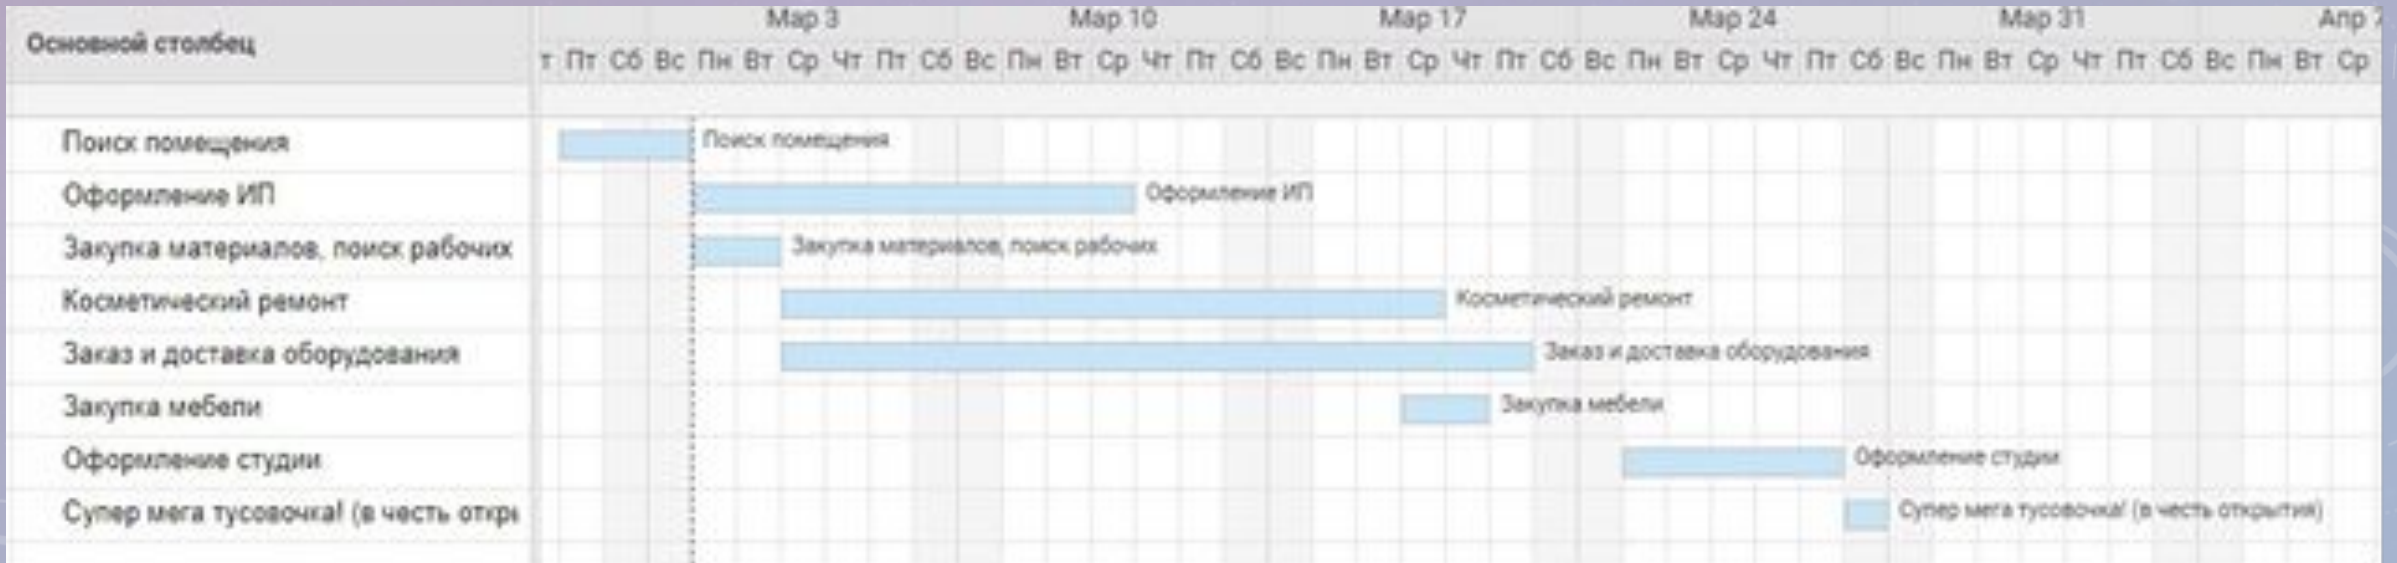 Основной столбец
Мар 3 Мар 10 Мар 17 Мар 24 Мар 31 Апр 7
т Пт Сб Вс Пн Вт Ср Чт Пт Сб Вс Пн Вт Ср Чт Пт Сб Вс Пн Вт Ср Чт Пт Сб Вс Пн Вт Ср Чт Пт Сб Вс Пн Вт Ср Чт Пт Сб Вс Пн Вт Ср
Поиск помещения Поиск помещения
Оформление ИП Оформление ИП
Закупка материалов, поиск рабочих Закупка материалов, поиск рабочих
Косметический ремонт Косметический ремонт
Заказ и доставка оборудования Заказ и доставка оборудования
Закупка мебели Закупка мебели
Оформление студии Оформление студии
Супер мега тусовочка! (в честь откры Супер мега тусовочка! (в честь открытия)